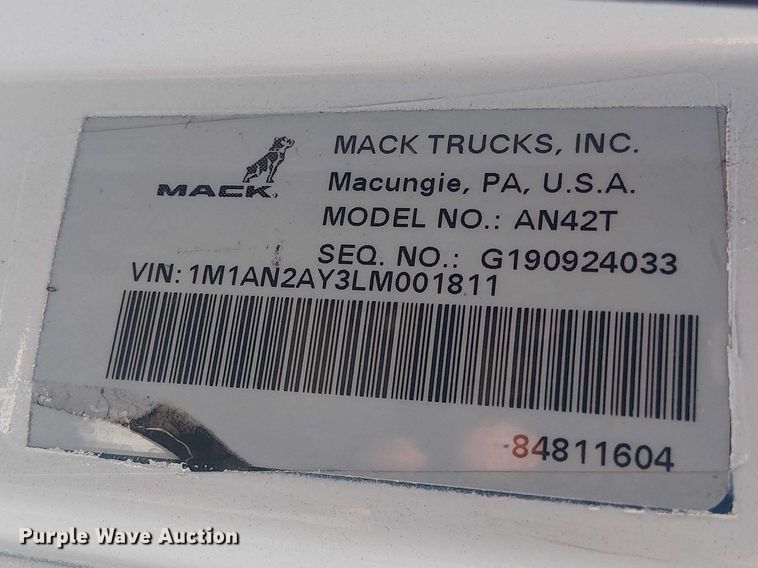 MACK
MACK TRUCKS, INC.
Macungie, PA, U.S.A.
MODEL NO.: AN42T
SEQ. NO.: G190924033
VIN: 1M1AN2AY3LM001811
84811604
Purple Wave Auction